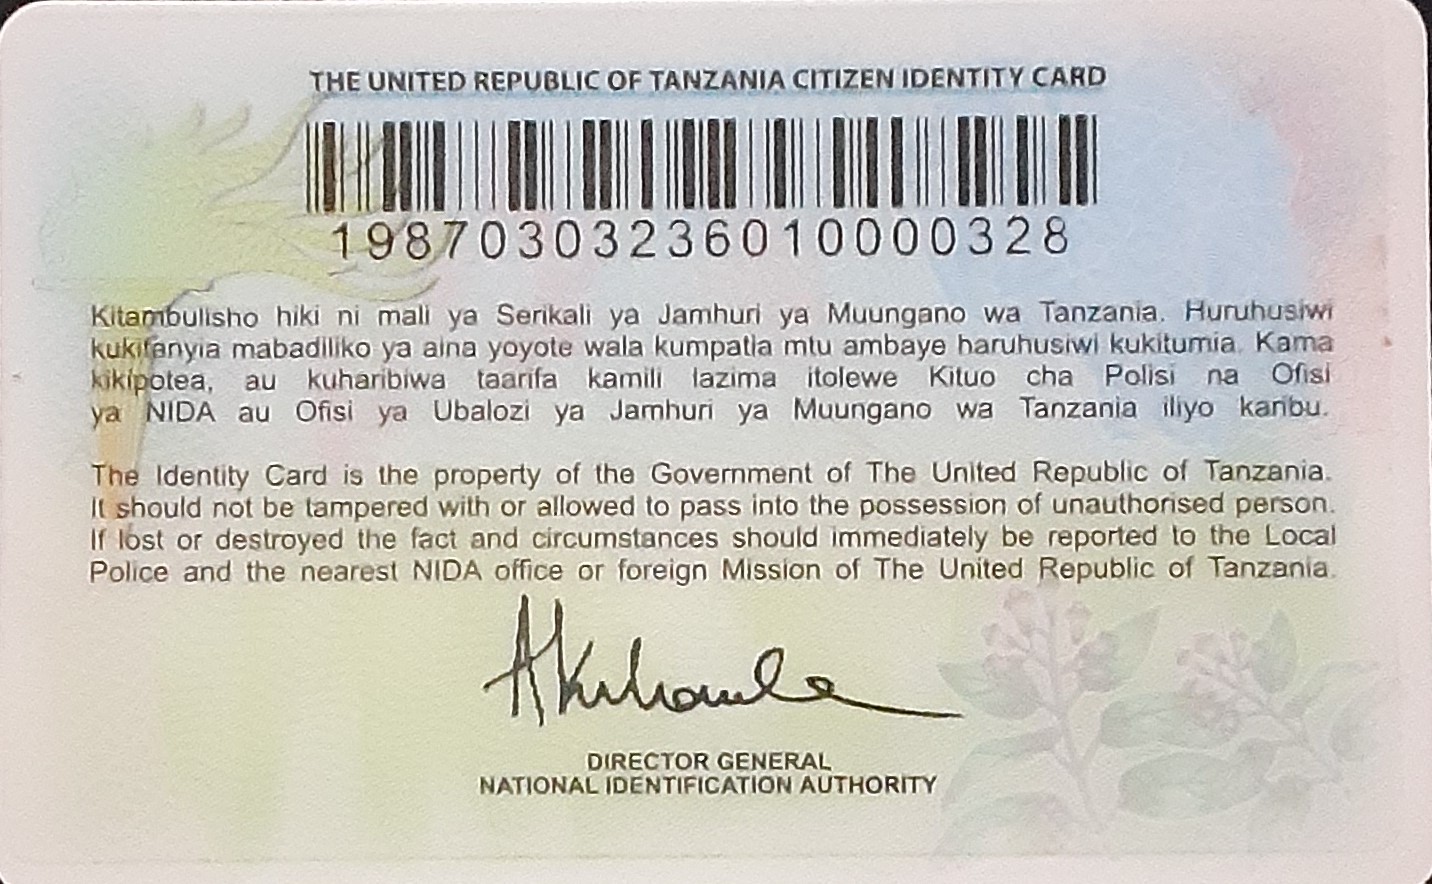 THE UNITED REPUBLIC OF TANZANIA CITIZEN IDENTITY CARD
19870303236010000328
Kitambulisho hiki ni mali ya Serikali ya Jamhuri ya Muungano wa Tanzania. Huruhusiwi
kukifanyia mabadiliko ya aina yoyote wala kumpatia mtu ambaye haruhusiwi kukitumia. Kama
kikipotea, au kuharibiwa taarifa kamili lazima itolewe Kituo cha Polisi na Ofisi
ya NIDA au Ofisi ya Ubalozi ya Jamhuri ya Muungano wa Tanzania iliyo karibu.
The Identity Card is the property of the Government of The United Republic of Tanzania.
It should not be tampered with or allowed to pass into the possession of unauthorised person.
If lost or destroyed the fact and circumstances should immediately be reported to the Local
Police and the nearest NIDA office or foreign Mission of The United Republic of Tanzania.
DIRECTOR GENERAL
NATIONAL IDENTIFICATION AUTHORITY